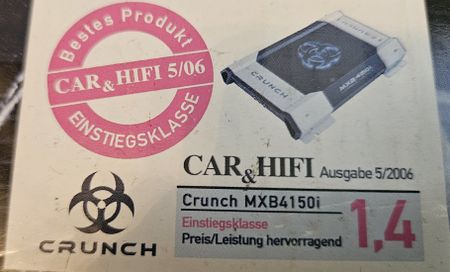 Bestes Produkt
CAR & HIFI 5/06
EINSTIEGSKLASSE
CRUNCH
MXB4150i
CAR & HIFI Ausgabe 5/2006
Crunch MXB4150i
Einstiegsklasse
Preis/Leistung hervorragend
1,4
CRUNCH